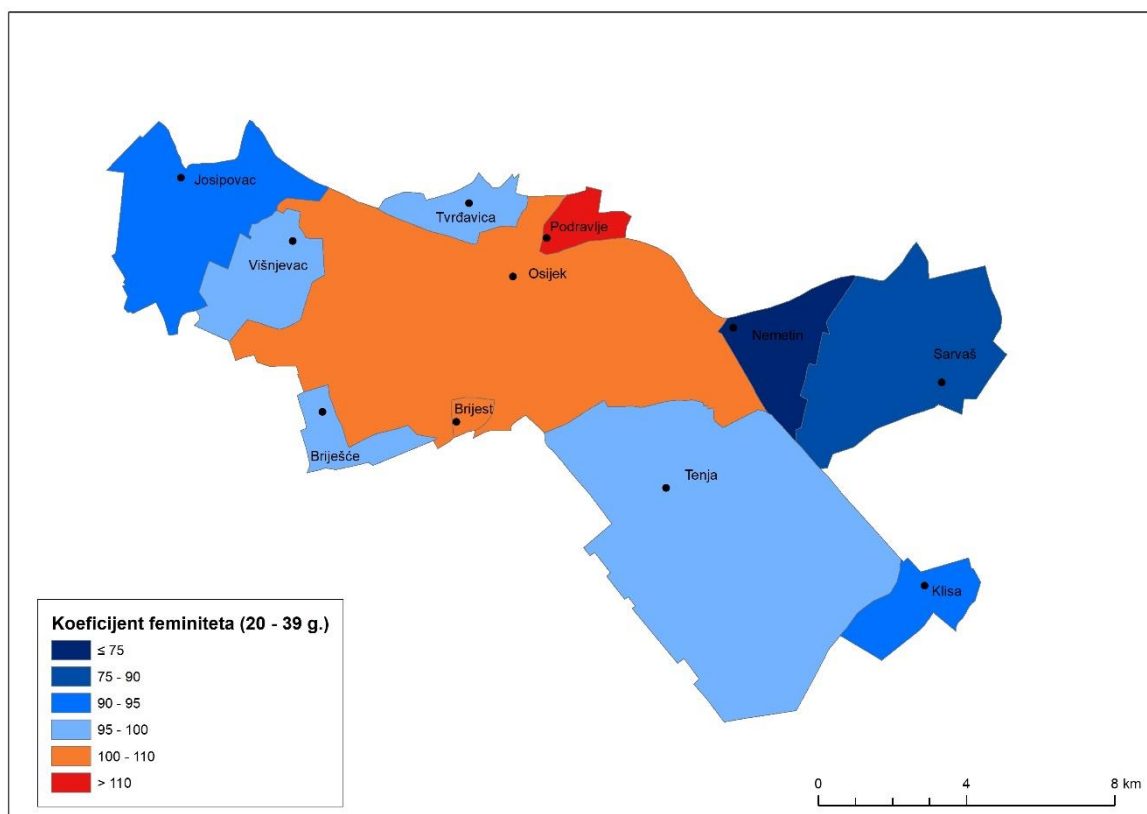 Josipovac
Tvrđavica
Podravlje
Višnjevac
Osijek
Nemetin
Sarvaš
Brijest
Briješće
Tenja
Klisa
Koeficijent feminiteta (20 - 39 g.)
≤ 75
75 - 90
90 - 95
95 - 100
100 - 110
> 110
0 4 8 km